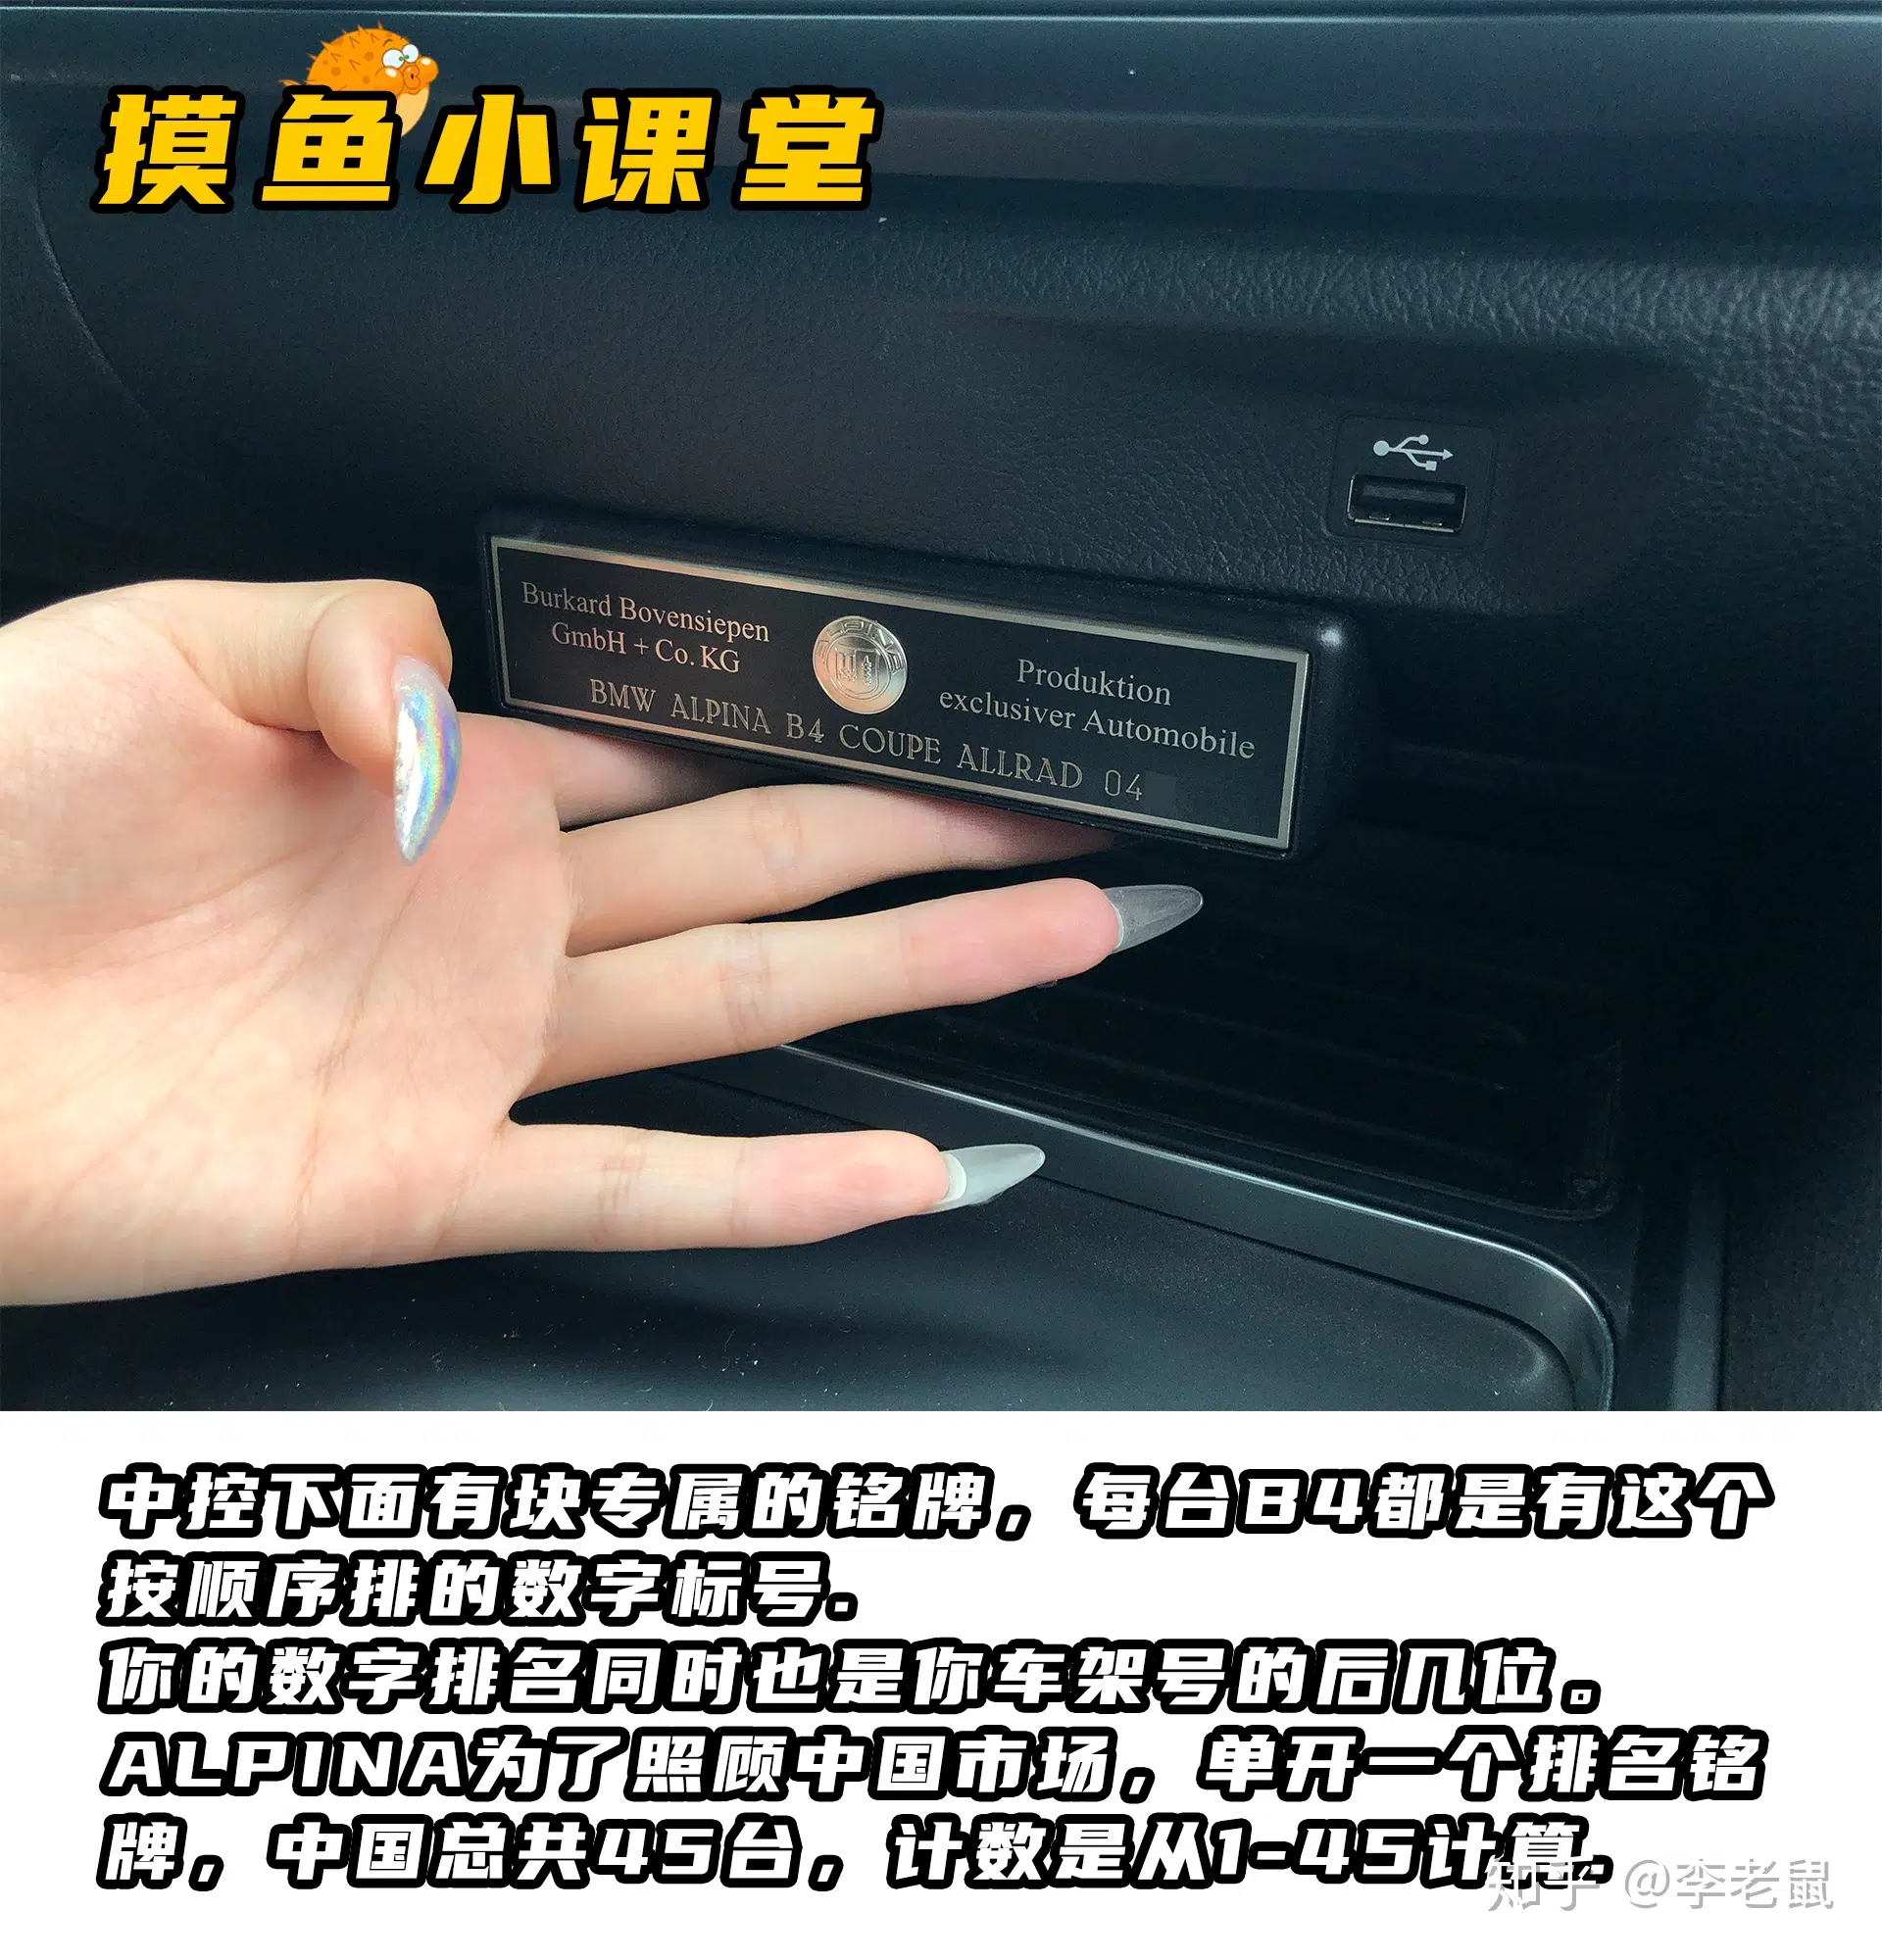 摸鱼小课堂
Burkard Bovensiepen
GmbH + Co. KG
ALPINA
Produktion
exclusiver Automobile
BMW ALPINA B4 COUPE ALLRAD 04
中控下面有块专属的铭牌，每台B4都是有这个
按顺序排的数字标号.
你的数字排名同时也是你车架号的后几位。
ALPINA为了照顾中国市场，单开一个排名铭
牌，中国总共45台，计数是从1-45计算.
知乎 @李老鼠